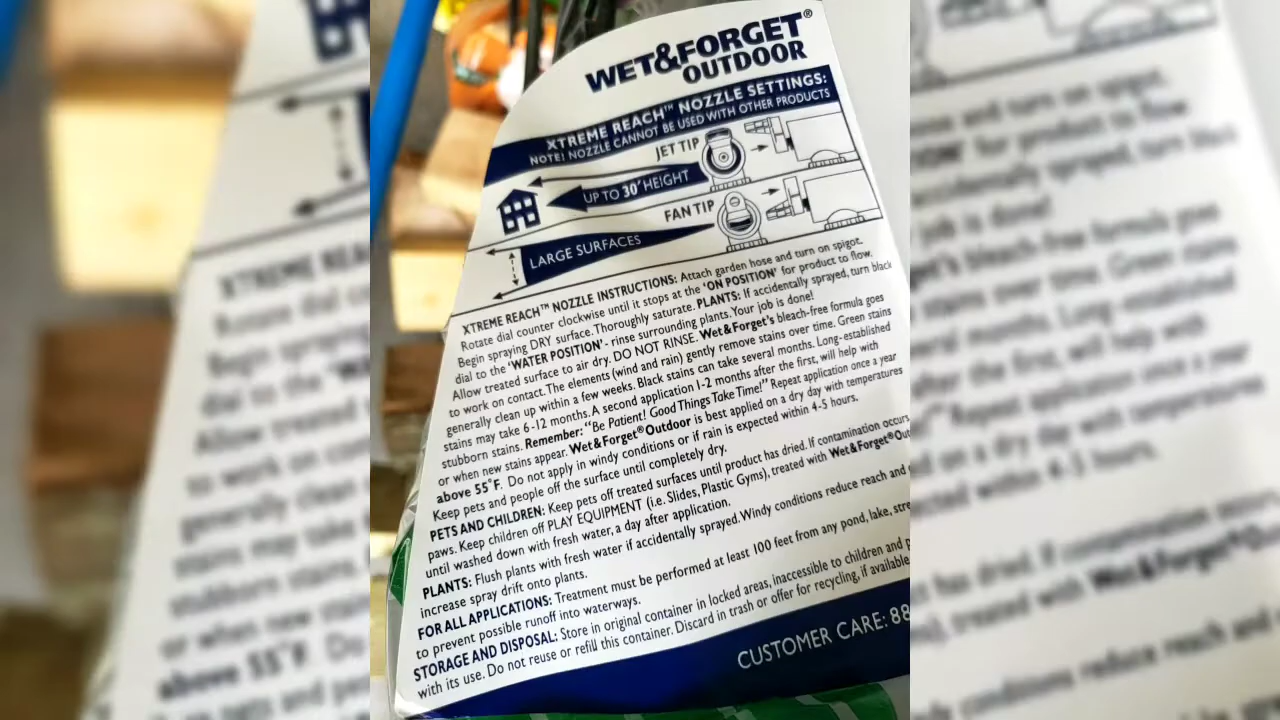 WET&FORGET®
OUTDOOR
XTREME REACH™ NOZZLE SETTINGS:
NOTE! NOZZLE CANNOT BE USED WITH OTHER PRODUCTS
JET TIP
UP TO 30' HEIGHT
FAN TIP
LARGE SURFACES
XTREME REACH™ NOZZLE INSTRUCTIONS: Attach garden hose and turn on spigot.
Rotate dial counter clockwise until it stops at the 'ON POSITION' for product to flow.
Begin spraying DRY surface. Thoroughly saturate. PLANTS: If accidentally sprayed, turn black
dial to the 'WATER POSITION' - rinse surrounding plants. Your job is done!
Allow treated surface to air dry. DO NOT RINSE. Wet&Forget's bleach-free formula goes
to work on contact. The elements (wind and rain) gently remove stains over time. Green stains
generally clean up within a few weeks. Black stains can take several months. Long-established
stains may take 6-12 months. A second application 1-2 months after the first, will help with
stubborn stains. Remember: "Be Patient! Good Things Take Time!" Repeat application once a year
or when new stains appear. Wet&Forget® Outdoor is best applied on a dry day with temperatures
above 55°F. Do not apply in windy conditions or if rain is expected within 4-5 hours.
Keep pets and people off the surface until completely dry.
PETS AND CHILDREN: Keep pets off treated surfaces until product has dried. If contamination occurs,
paws. Keep children off PLAY EQUIPMENT (i.e. Slides, Plastic Gyms), treated with Wet&Forget® Out
until washed down with fresh water, a day after application.
PLANTS: Flush plants with fresh water if accidentally sprayed. Windy conditions reduce reach and
increase spray drift onto plants.
FOR ALL APPLICATIONS: Treatment must be performed at least 100 feet from any pond, lake, stre
to prevent possible runoff into waterways.
STORAGE AND DISPOSAL: Store in original container in locked areas, inaccessible to children and p
with its use. Do not reuse or refill this container. Discard in trash or offer for recycling, if available
CUSTOMER CARE: 88